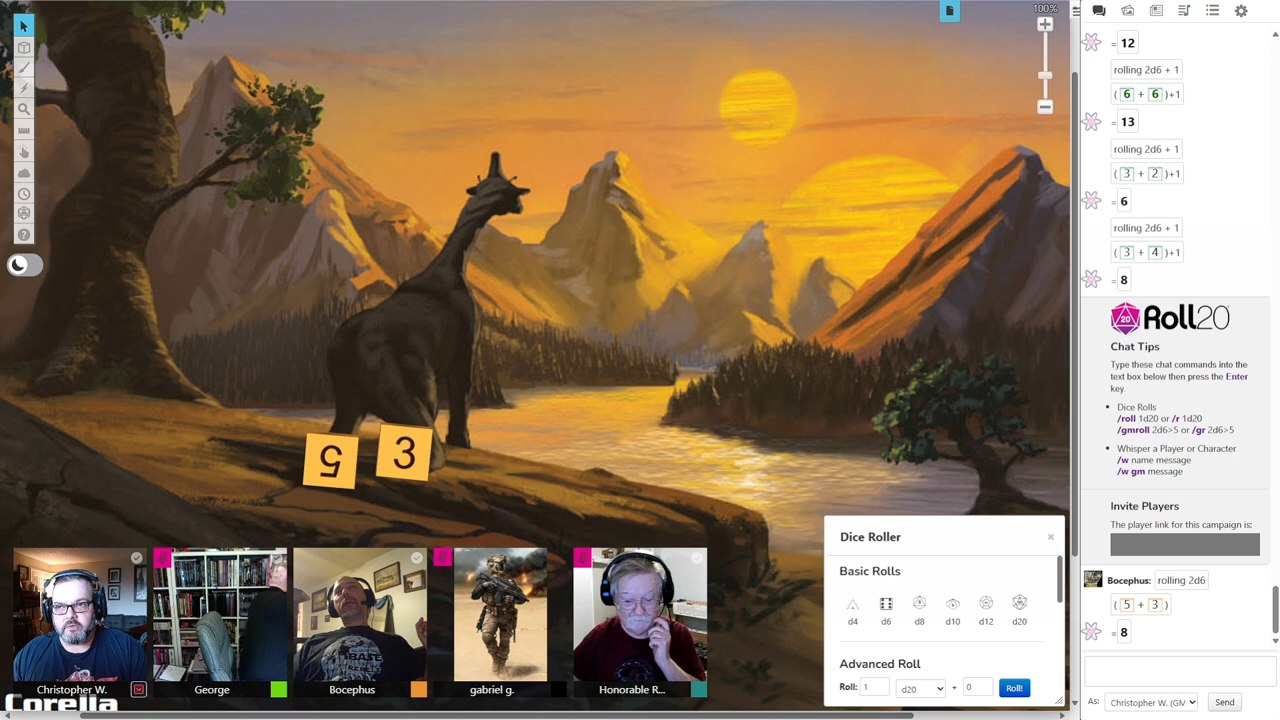 100%
= 12
rolling 2d6 + 1
( 6 + 6 )+1
= 13
rolling 2d6 + 1
( 3 + 2 )+1
= 6
rolling 2d6 + 1
( 3 + 4 )+1
= 8
20 Roll20
Chat Tips
Type these chat commands into the
text box below then press the Enter
key.
Dice Rolls
/roll 1d20 or /r 1d20
/gmroll 2d6>5 or /gr 2d6>5
Whisper a Player or Character
/w name message
/w gm message
Invite Players
The player link for this campaign is:
Bocephus: rolling 2d6
( 5 + 3 )
= 8
As: Christopher W. (GM
Send
5 3
Dice Roller
Basic Rolls
d4 d6 d8 d10 d12 d20
Advanced Roll
Roll: 1 d20 + 0 Roll!
Christopher W.
George
Bocephus
gabriel g.
Honorable R...
Corella